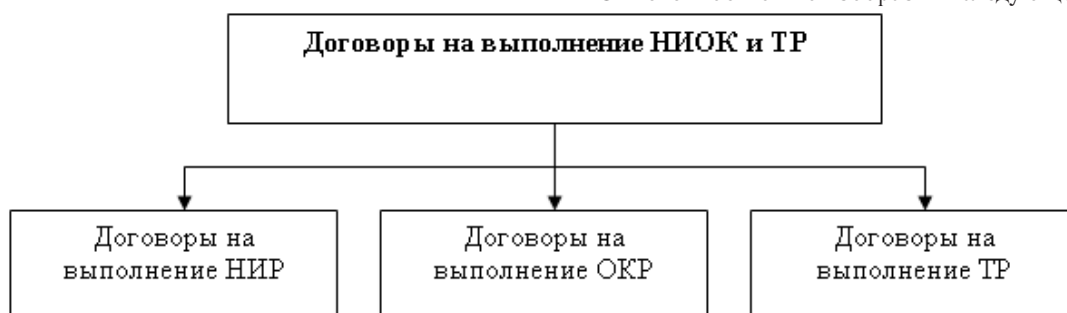 Договоры на выполнение НИОК и ТР
Договоры на
выполнение НИР
Договоры на
выполнение ОКР
Договоры на
выполнение ТР